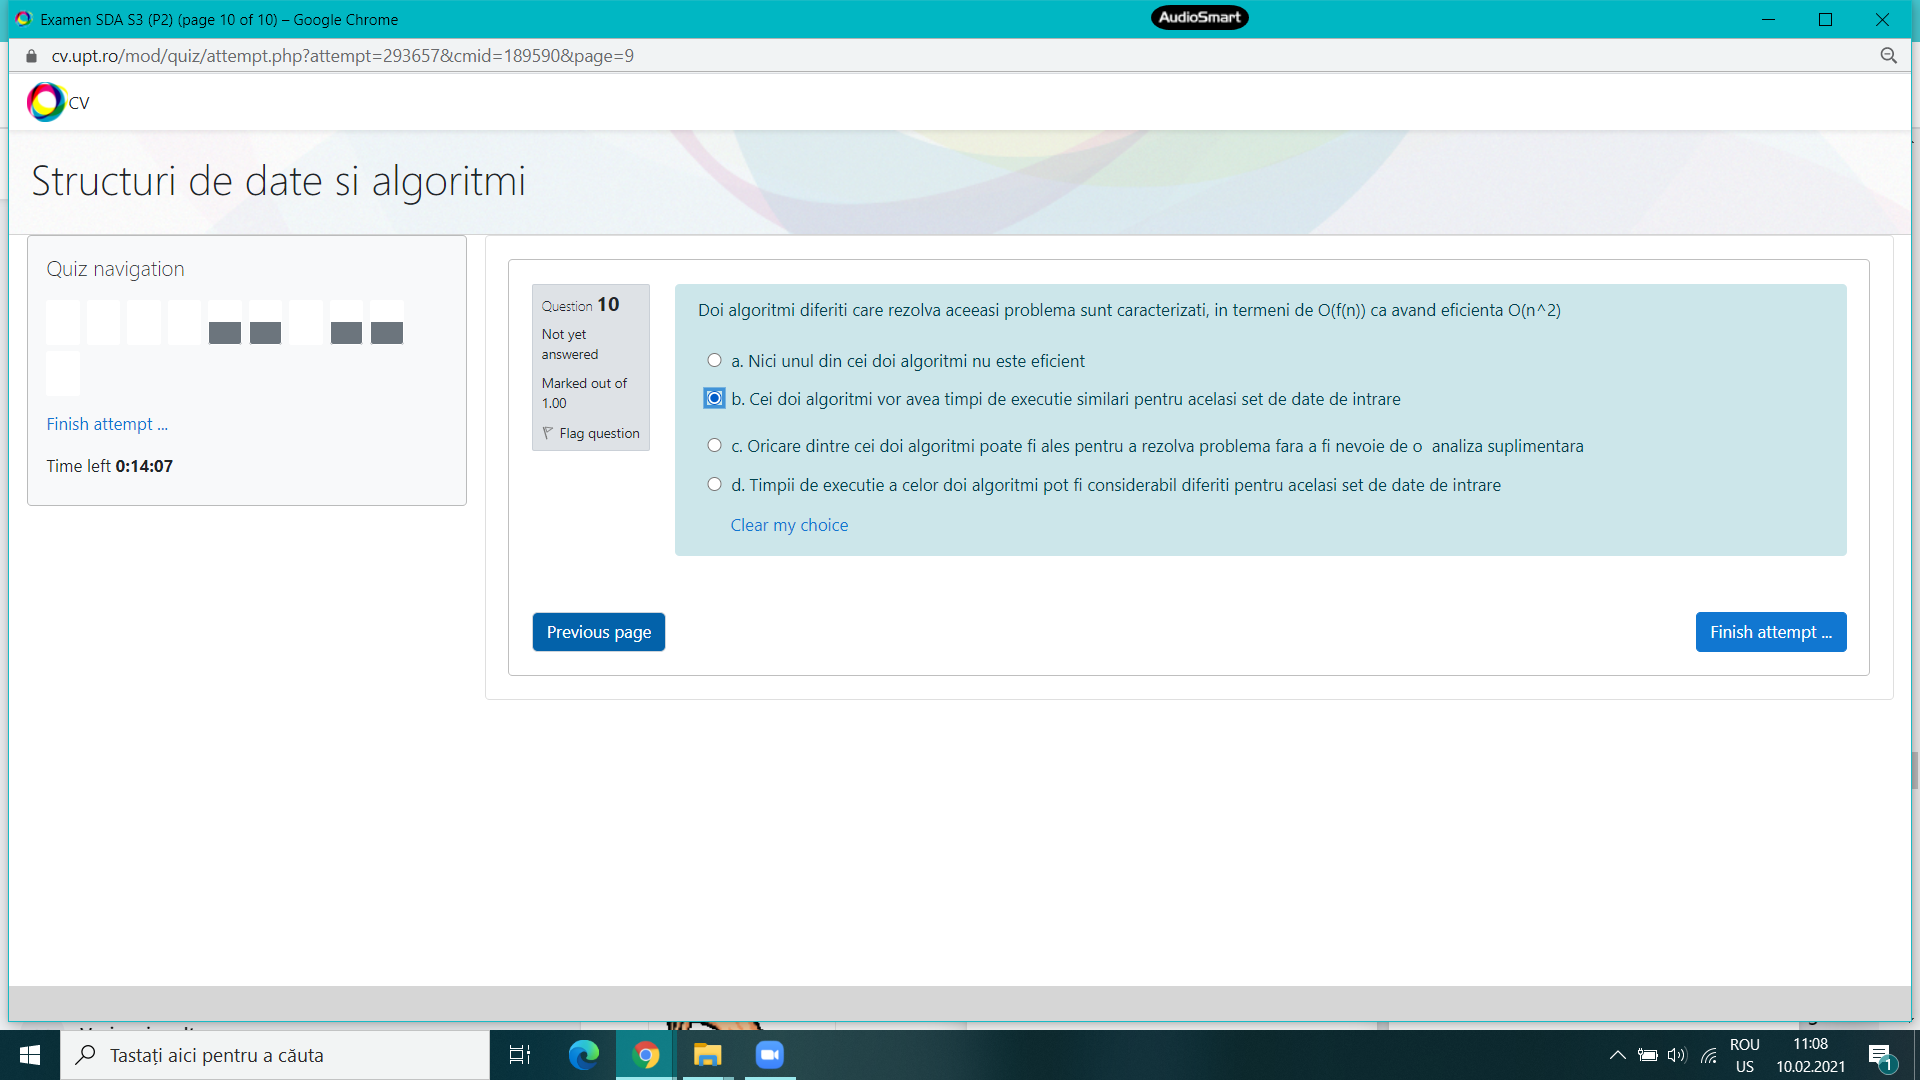 Examen SDA S3 (P2) (page 10 of 10) – Google Chrome
AudioSmart
cv.upt.ro/mod/quiz/attempt.php?attempt=293657&cmid=189590&page=9
CV
Structuri de date si algoritmi
Quiz navigation
Finish attempt ...
Time left 0:14:07
Question 10
Not yet
answered
Marked out of
1.00
Flag question
Doi algoritmi diferiti care rezolva aceeasi problema sunt caracterizati, in termeni de O(f(n)) ca avand eficienta O(n^2)
a. Nici unul din cei doi algoritmi nu este eficient
b. Cei doi algoritmi vor avea timpi de executie similari pentru acelasi set de date de intrare
c. Oricare dintre cei doi algoritmi poate fi ales pentru a rezolva problema fara a fi nevoie de o analiza suplimentara
d. Timpii de executie a celor doi algoritmi pot fi considerabil diferiti pentru acelasi set de date de intrare
Clear my choice
Previous page
Finish attempt ...
Tastați aici pentru a căuta
ROU
US
11:08
10.02.2021
1